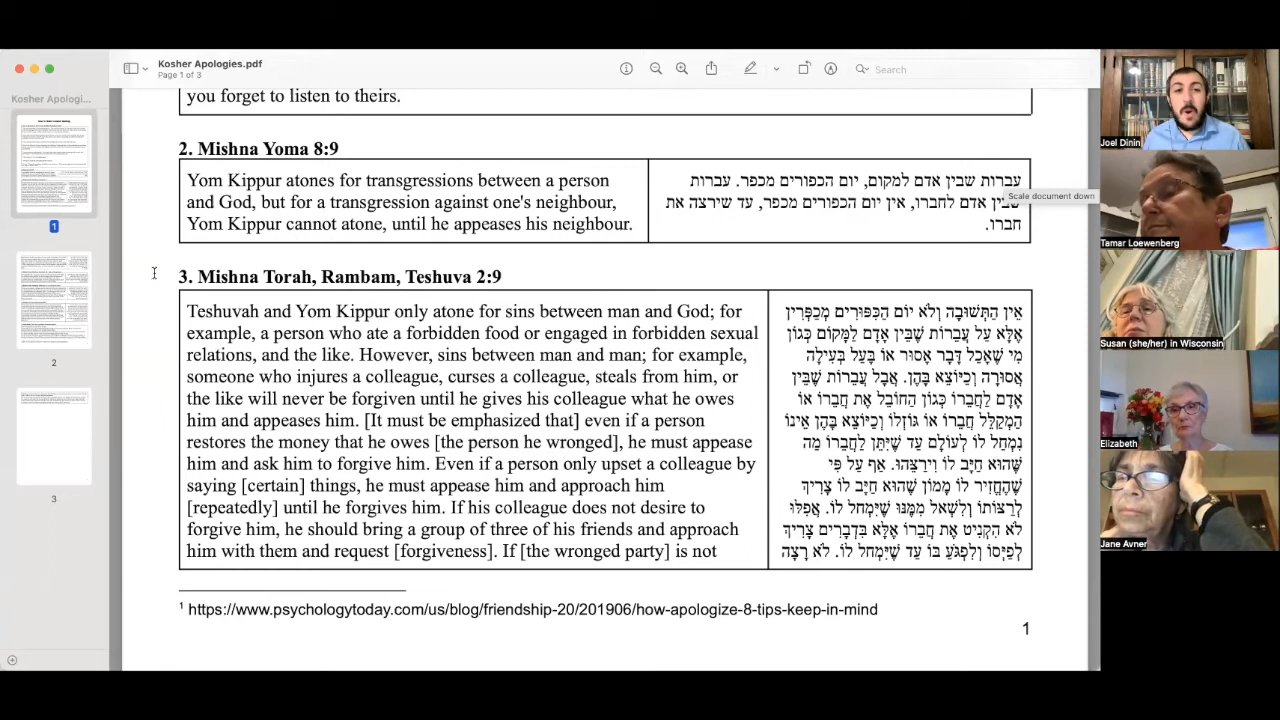 Kosher Apologies.pdf
Page 1 of 3
Search
Kosher Apologi...
1
2
3
you forget to listen to theirs.
2. Mishna Yoma 8:9
Yom Kippur atones for transgressions between a person
and God, but for a transgression against one's neighbour,
Yom Kippur cannot atone, until he appeases his neighbour.
עברות שבין אדם למקום, יום הכפורים מכפר. עברות
שבין אדם לחברו, אין יום הכפורים מכפר, עד שירצה את
חברו.
Scale document down
3. Mishna Torah, Rambam, Teshuva 2:9
Teshuvah and Yom Kippur only atone for sins between man and God; for
example, a person who ate a forbidden food or engaged in forbidden sexual
relations, and the like. However, sins between man and man; for example,
someone who injures a colleague, curses a colleague, steals from him, or
the like will never be forgiven until he gives his colleague what he owes
him and appeases him. [It must be emphasized that] even if a person
restores the money that he owes [the person he wronged], he must appease
him and ask him to forgive him. Even if a person only upset a colleague by
saying [certain] things, he must appease him and approach him
[repeatedly] until he forgives him. If his colleague does not desire to
forgive him, he should bring a group of three of his friends and approach
him with them and request [forgiveness]. If [the wronged party] is not
אֵין הַתְּשׁוּבָה וְלֹא יוֹם הַכִּפּוּרִים מְכַפְּרִין
אֶלָּא עַל עֲבֵרוֹת שֶׁבֵּין אָדָם לַמָּקוֹם כְּגוֹן
מִי שֶׁאָכַל דָּבָר אָסוּר אוֹ בָּעַל בְּעִילָה
אֲסוּרָה וְכַיּוֹצֵא בָּהֶן. אֲבָל עֲבֵרוֹת שֶׁבֵּין
אָדָם לַחֲבֵרוֹ כְּגוֹן הַחוֹבֵל אֶת חֲבֵרוֹ אוֹ
הַמְקַלֵּל חֲבֵרוֹ אוֹ גּוֹזְלוֹ וְכַיּוֹצֵא בָּהֶן אֵינוֹ
נִמְחַל לוֹ לְעוֹלָם עַד שֶׁיִּתֵּן לַחֲבֵרוֹ מַה
שֶּׁהוּא חַיָּב לוֹ וִירַצֵּהוּ. אַף עַל פִּי
שֶׁהֶחֱזִיר לוֹ מָמוֹן שֶׁהוּא חַיָּב לוֹ צָרִיךְ
לְרַצּוֹתוֹ וְלִשְׁאל מִמֶּנּוּ שֶׁיִּמְחל לוֹ. אֲפִלּוּ
לֹא הִקְנִיט אֶת חֲבֵרוֹ אֶלָּא בִּדְבָרִים צָרִיךְ
לְפַיְּסוֹ וְלִפְגֹּעַ בּוֹ עַד שֶׁיִּמְחל לוֹ. לֹא רָצָה
1 https://www.psychologytoday.com/us/blog/friendship-20/201906/how-apologize-8-tips-keep-in-mind
1
Joel Dinin
Tamar Loewenberg
Susan (she/her) in Wisconsin
Elizabeth
Jane Avner